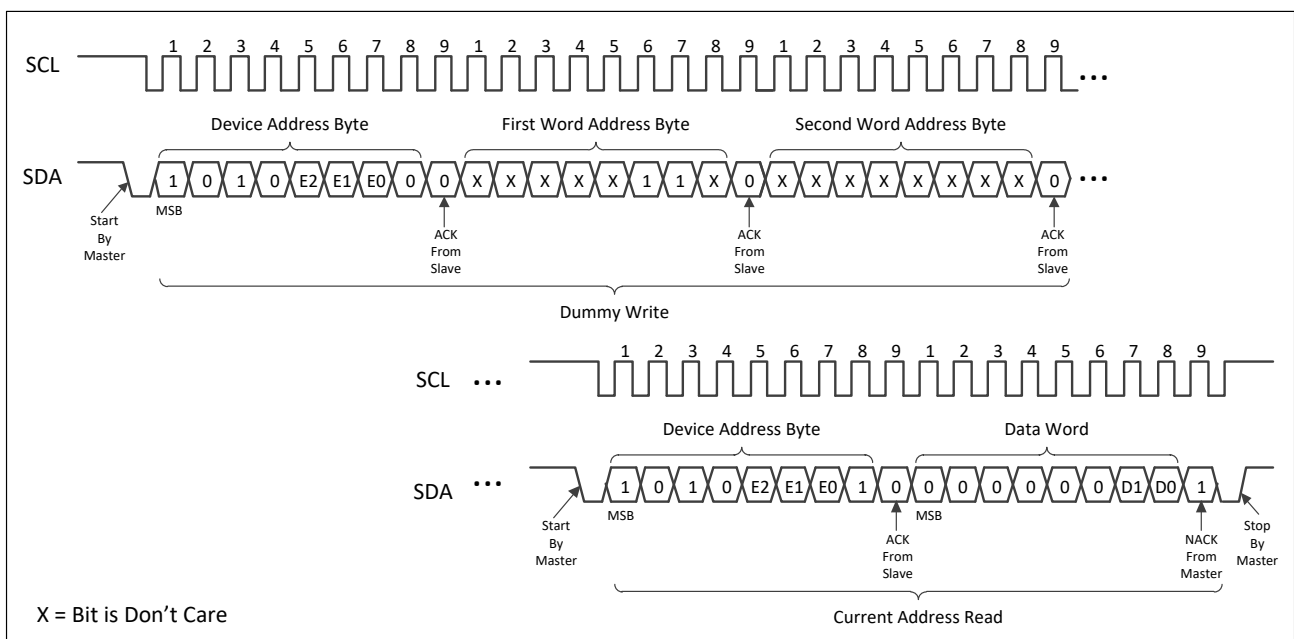 1 2 3 4 5 6 7 8 9 1 2 3 4 5 6 7 8 9 1 2 3 4 5 6 7 8 9
SCL ...
Device Address Byte First Word Address Byte Second Word Address Byte
SDA 1 0 1 0 E2 E1 E0 0 0 X X X X X 1 1 X 0 X X X X X X X X 0 ...
MSB
Start By Master
ACK From Slave
ACK From Slave
ACK From Slave
Dummy Write
1 2 3 4 5 6 7 8 9 1 2 3 4 5 6 7 8 9
SCL ...
Device Address Byte Data Word
SDA ... 1 0 1 0 E2 E1 E0 1 0 0 0 0 0 0 0 D1 D0 1
MSB MSB
Start By Master
ACK From Slave
NACK From Master
Stop By Master
X = Bit is Don’t Care
Current Address Read